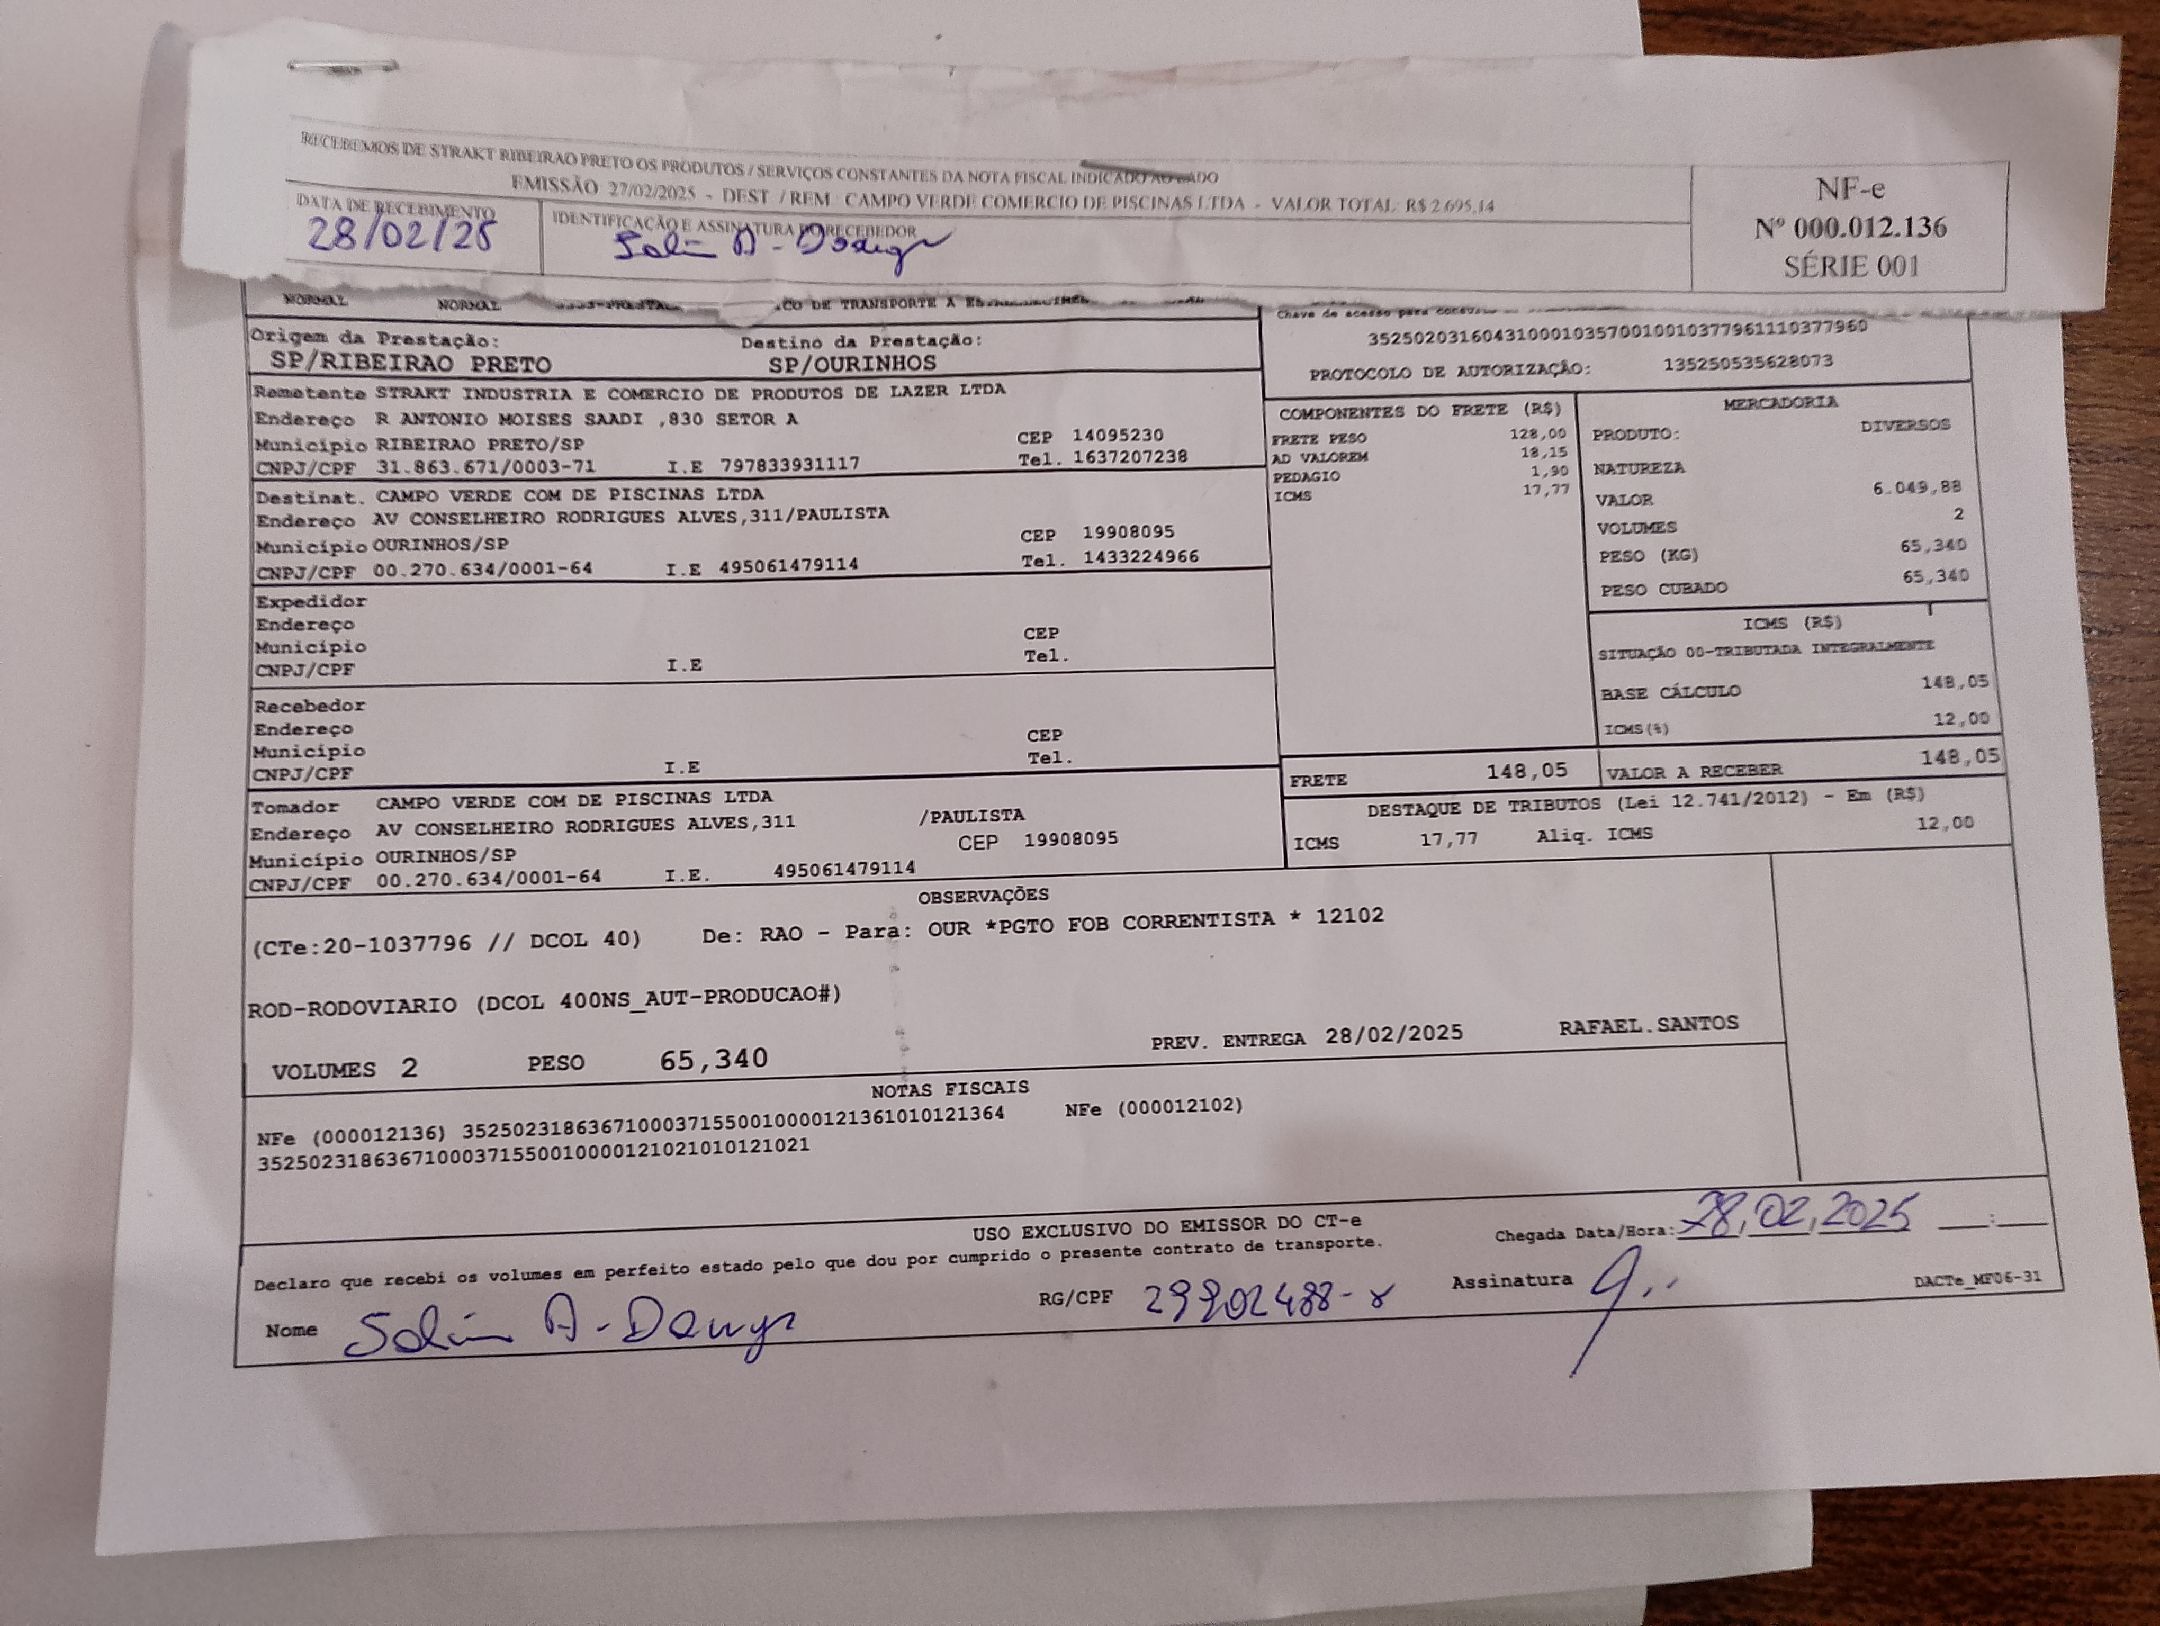 RECEBEMOS DE STRAKT RIBEIRAO PRETO OS PRODUTOS / SERVIÇOS CONSTANTES DA NOTA FISCAL INDICADO AO LADO
EMISSÃO 27/02/2025 - DEST / REM CAMPO VERDE COMERCIO DE PISCINAS LTDA - VALOR TOTAL: R$ 2.695,14
DATA DE RECEBIMENTO
28/02/25
IDENTIFICAÇÃO E ASSINATURA DO RECEBEDOR
NF-e
Nº 000.012.136
SÉRIE 001
NORMAL NORMAL DE TRANSPORTE A
Origem da Prestação: Destino da Prestação:
SP/RIBEIRAO PRETO SP/OURINHOS
Chave de acesso para
35250203160431000103570010010377961110377960
PROTOCOLO DE AUTORIZAÇÃO: 135250535628073
Remetente STRAKT INDUSTRIA E COMERCIO DE PRODUTOS DE LAZER LTDA
Endereço R ANTONIO MOISES SAADI ,830 SETOR A
Município RIBEIRAO PRETO/SP CEP 14095230
CNPJ/CPF 31.863.671/0003-71 I.E 797833931117 Tel. 1637207238
Destinat. CAMPO VERDE COM DE PISCINAS LTDA
Endereço AV CONSELHEIRO RODRIGUES ALVES,311/PAULISTA
Município OURINHOS/SP CEP 19908095
CNPJ/CPF 00.270.634/0001-64 I.E 495061479114 Tel. 1433224966
Expedidor
Endereço
Município CEP
CNPJ/CPF I.E Tel.
Recebedor
Endereço
Município CEP
CNPJ/CPF I.E Tel.
Tomador CAMPO VERDE COM DE PISCINAS LTDA
Endereço AV CONSELHEIRO RODRIGUES ALVES,311 /PAULISTA
Município OURINHOS/SP CEP 19908095
CNPJ/CPF 00.270.634/0001-64 I.E. 495061479114
COMPONENTES DO FRETE (R$)
FRETE PESO 128,00
AD VALOREM 18,15
PEDAGIO 1,90
ICMS 17,77
MERCADORIA
PRODUTO: DIVERSOS
NATUREZA
VALOR 6.049,88
VOLUMES 2
PESO (KG) 65,340
PESO CUBADO 65,340
ICMS (R$)
SITUAÇÃO 00-TRIBUTADA INTEGRALMENTE
BASE CÁLCULO 148,05
ICMS(%) 12,00
FRETE 148,05 VALOR A RECEBER 148,05
DESTAQUE DE TRIBUTOS (Lei 12.741/2012) - Em (R$)
ICMS 17,77 Aliq. ICMS 12,00
OBSERVAÇÕES
(CTe:20-1037796 // DCOL 40) De: RAO - Para: OUR *PGTO FOB CORRENTISTA * 12102
ROD-RODOVIARIO (DCOL 400NS_AUT-PRODUCAO#)
VOLUMES 2 PESO 65,340 PREV. ENTREGA 28/02/2025 RAFAEL.SANTOS
NOTAS FISCAIS
NFe (000012136) 35250231863671000371550010000121361010121364 NFe (000012102)
35250231863671000371550010000121021010121021
USO EXCLUSIVO DO EMISSOR DO CT-e
Declaro que recebi os volumes em perfeito estado pelo que dou por cumprido o presente contrato de transporte.
Chegada Data/Hora: 28,02,2025 __:__
Nome
RG/CPF
Assinatura
DACTe_MF06-31